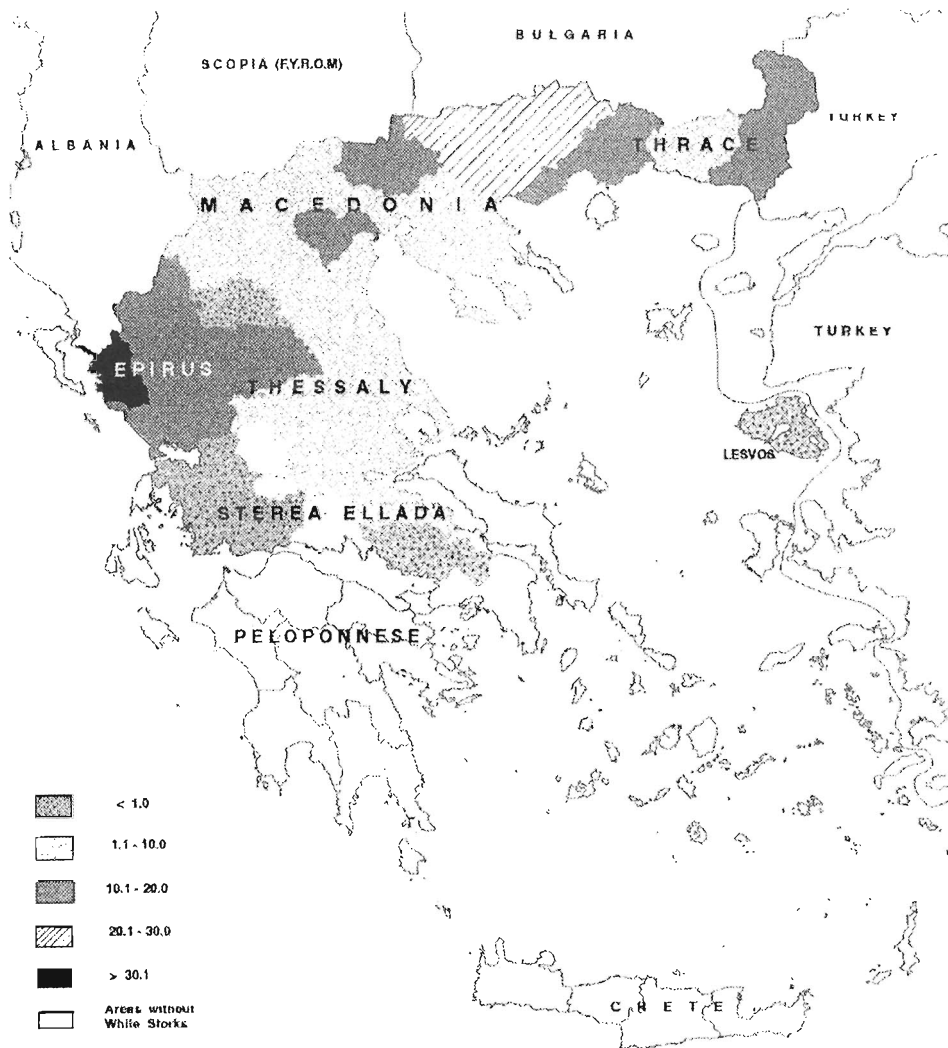 BULGARIA
SCOPIA (F.Y.R.O.M)
TURKEY
ALBANIA
THRACE
MACEDONIA
TURKEY
EPIRUS
THESSALY
LESVOS
STEREA ELLADA
PELOPONNESE
< 1.0
1.1 - 10.0
10.1 - 20.0
20.1 - 30.0
> 30.1
Areas without
White Storks
CRETE